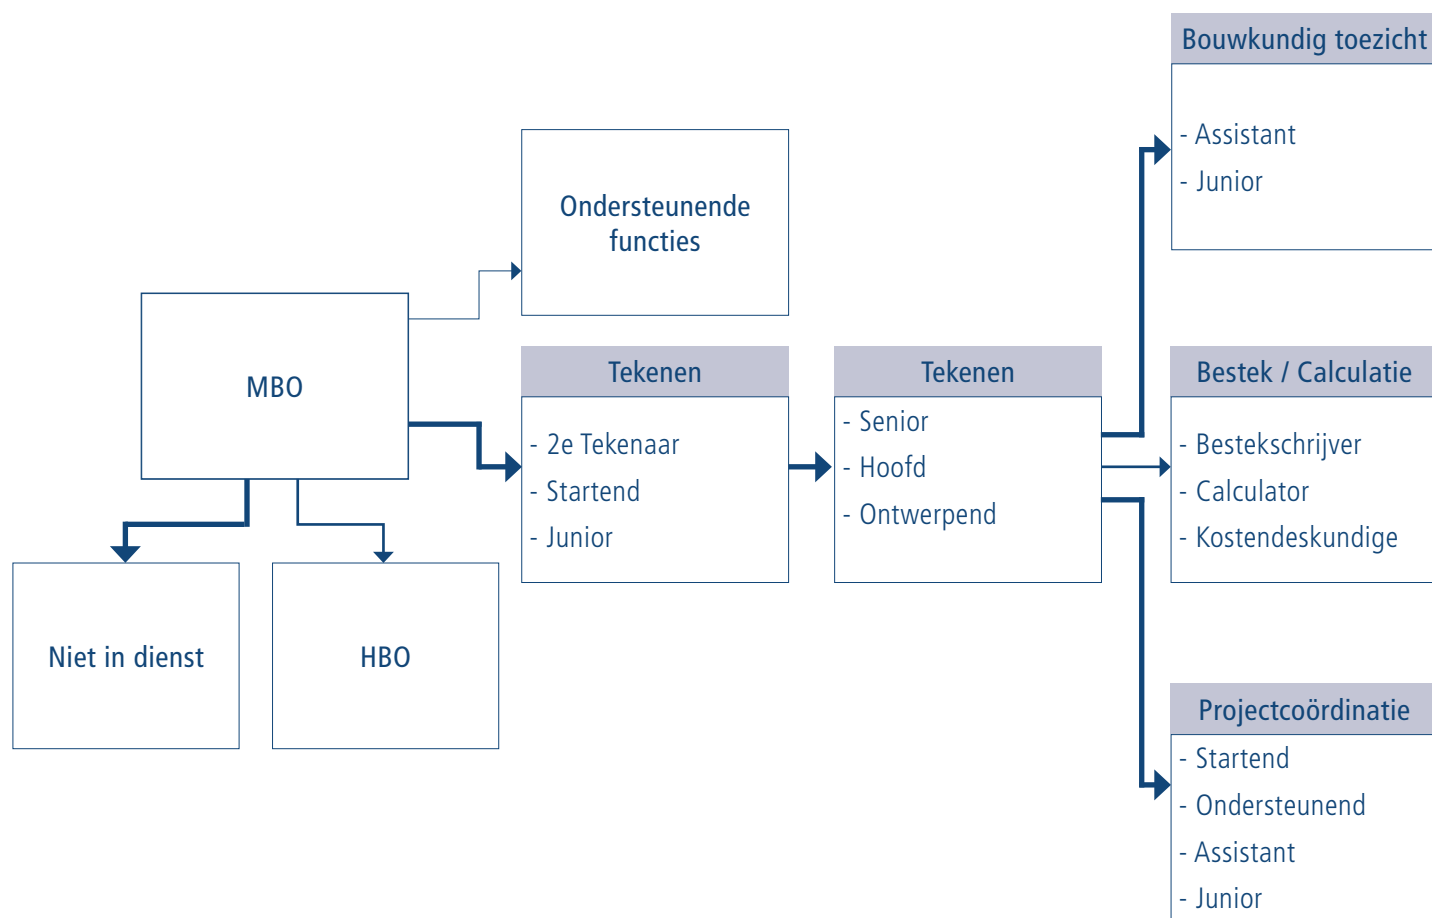 Bouwkundig toezicht
- Assistant
- Junior
Ondersteunende
functies
MBO
Tekenen
- 2e Tekenaar
- Startend
- Junior
Tekenen
- Senior
- Hoofd
- Ontwerpend
Bestek / Calculatie
- Bestekschrijver
- Calculator
- Kostendeskundige
Niet in dienst
HBO
Projectcoördinatie
- Startend
- Ondersteunend
- Assistant
- Junior